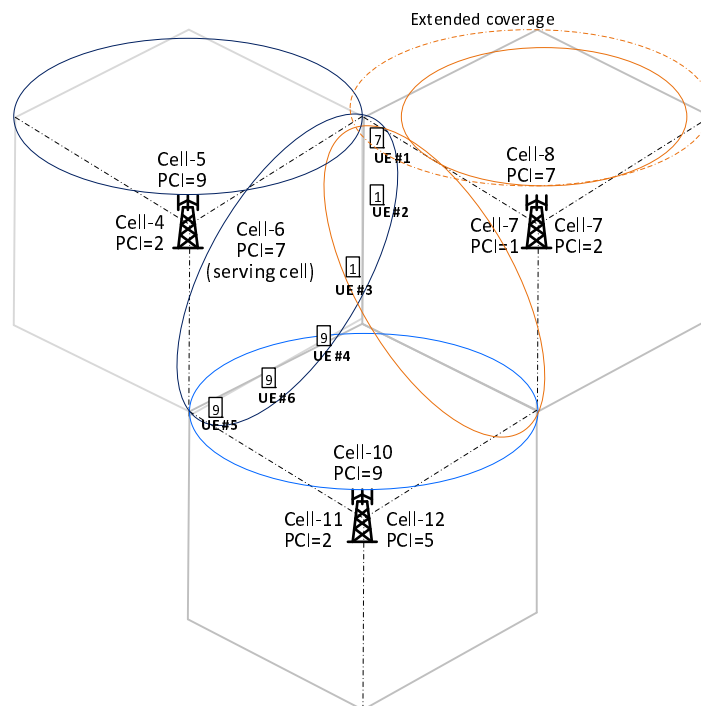 Extended coverage
7
UE #1
Cell-5
PCI=9
Cell-8
PCI=7
1
UE #2
Cell-4
PCI=2
Cell-6
PCI=7
(serving cell)
Cell-7
PCI=1
Cell-7
PCI=2
1
UE #3
9
UE #4
9
UE #6
9
UE #5
Cell-10
PCI=9
Cell-11
PCI=2
Cell-12
PCI=5